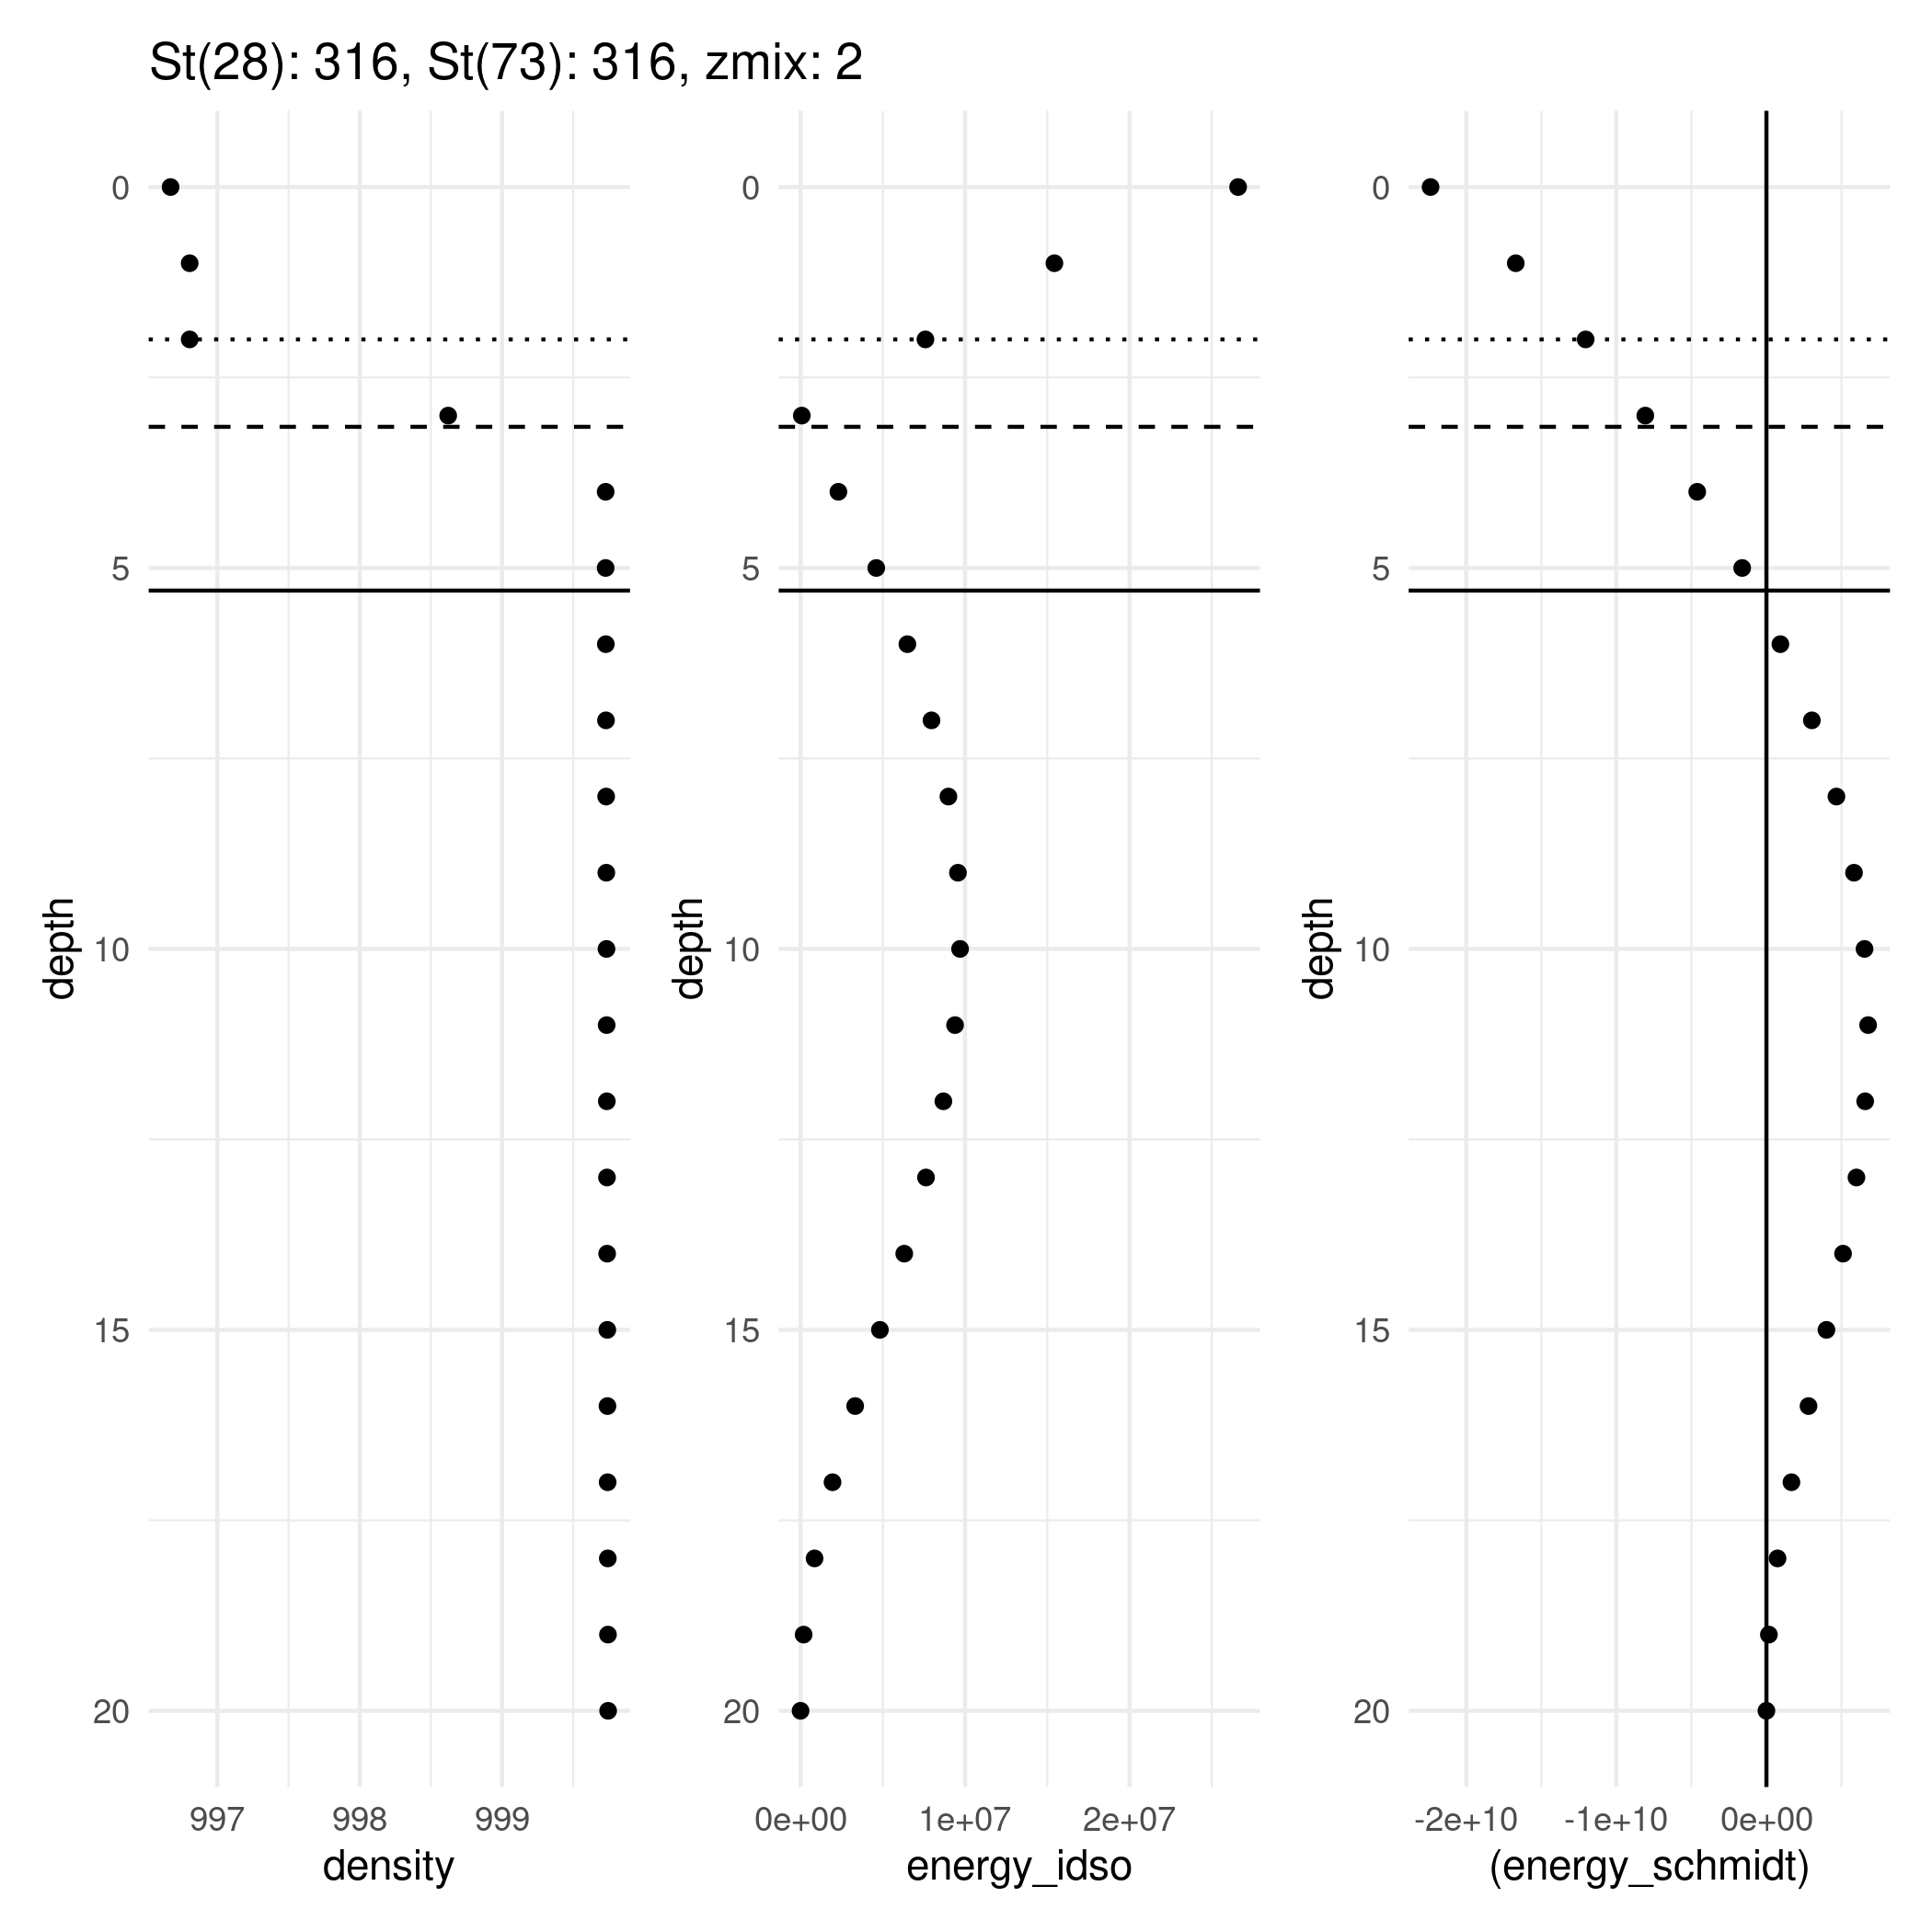 St(28): 316, St(73): 316, zmix: 2
depth
0
5
10
15
20
997 998 999
density
depth
0
5
10
15
20
0e+00 1e+07 2e+07
energy_idso
depth
0
5
10
15
20
-2e+10 -1e+10 0e+00
(energy_schmidt)